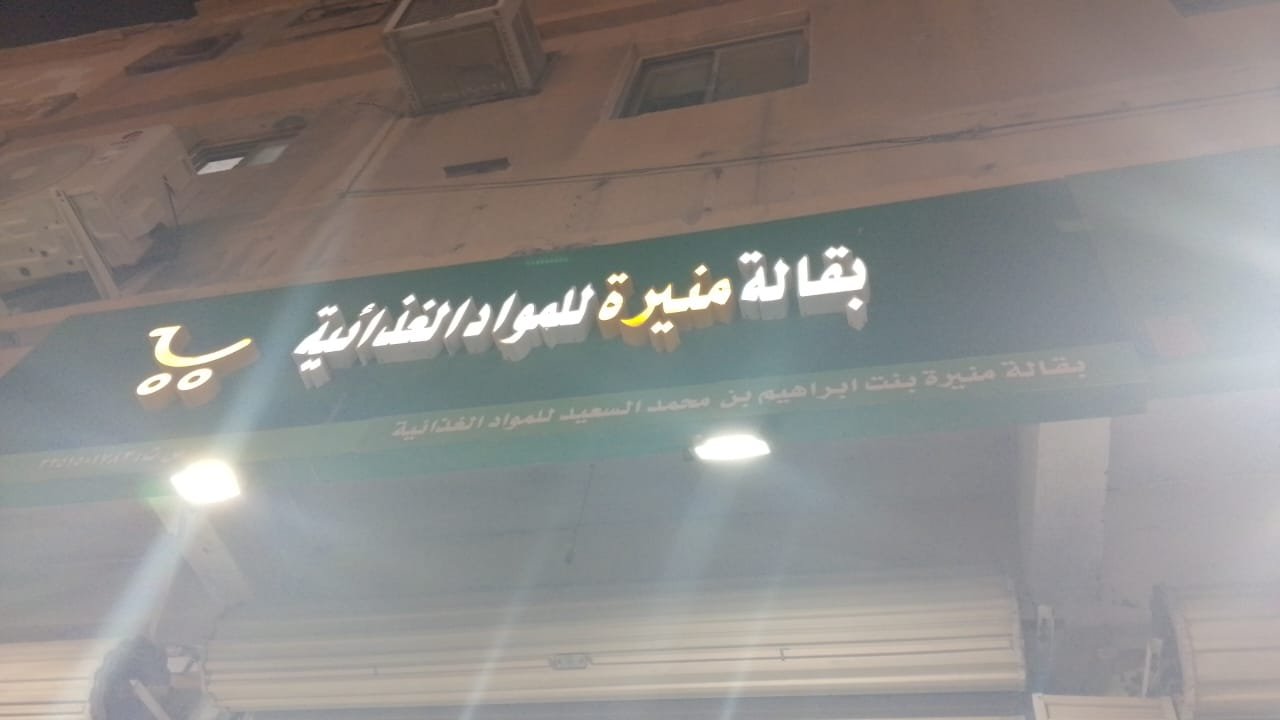 بقالة منيرة للمواد الغذائية
بقالة منيرة بنت ابراهيم بن محمد السعيد للمواد الغذائية